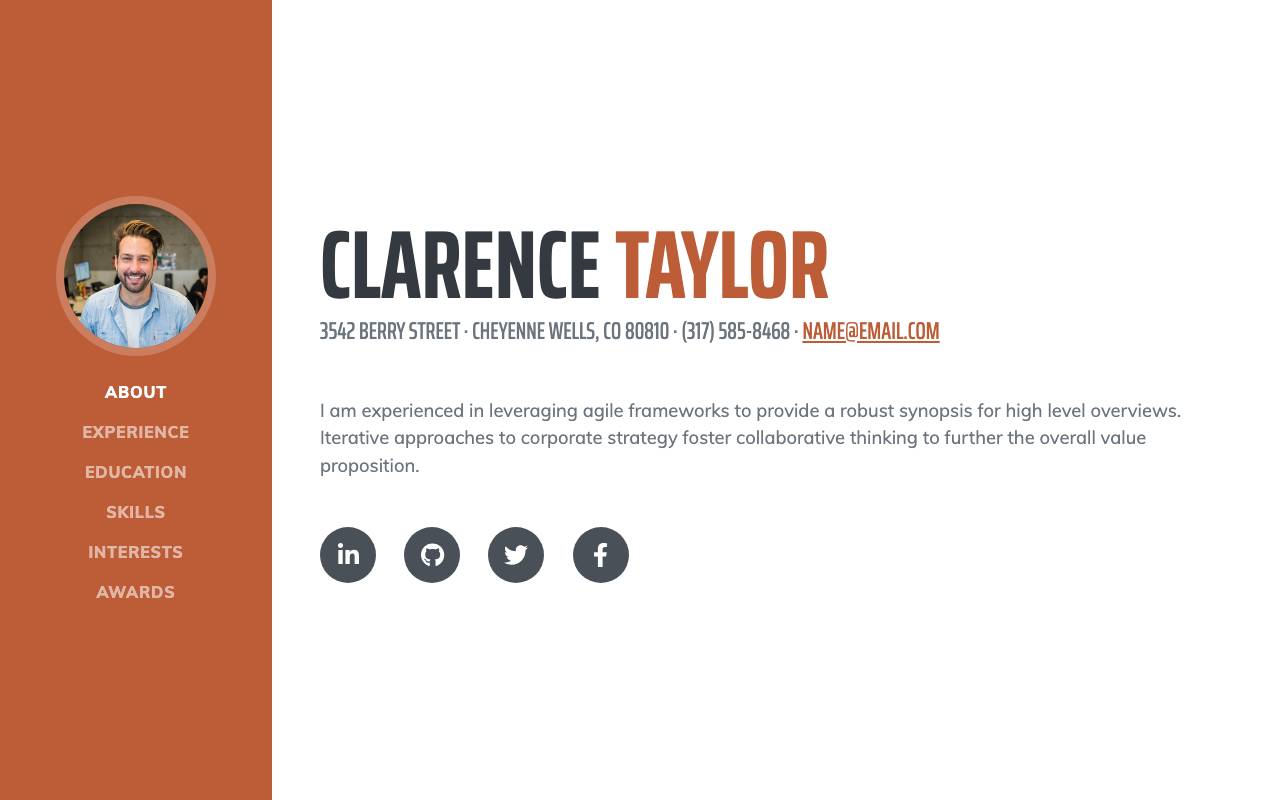 ABOUT
EXPERIENCE
EDUCATION
SKILLS
INTERESTS
AWARDS
CLARENCE TAYLOR
3542 BERRY STREET · CHEYENNE WELLS, CO 80810 · (317) 585-8468 · NAME@EMAIL.COM
I am experienced in leveraging agile frameworks to provide a robust synopsis for high level overviews.
Iterative approaches to corporate strategy foster collaborative thinking to further the overall value
proposition.